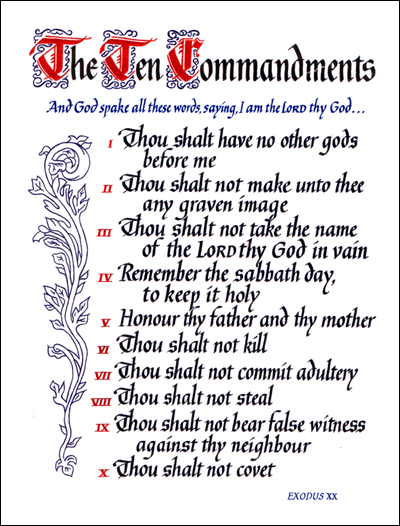 The Ten Commandments
And God spake all these words, saying, I am the LORD thy God...
I Thou shalt have no other gods
before me
II Thou shalt not make unto thee
any graven image
III Thou shalt not take the name
of the LORD thy God in vain
IV Remember the sabbath day,
to keep it holy
V Honour thy father and thy mother
VI Thou shalt not kill
VII Thou shalt not commit adultery
VIII Thou shalt not steal
IX Thou shalt not bear false witness
against thy neighbour
X Thou shalt not covet
EXODUS XX